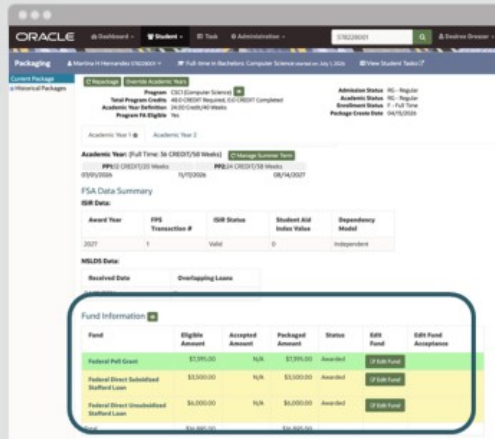 ORACLE Dashboard Student Task Administration 578228001 Desiree Dresser
Packaging Martina H Hernandez 578228001 Full-time in Bachelors: Computer Science started on July 1, 2026 View Student Tasks
Current Package
Historical Packages
Repackage Override Academic Years
Program CSC1 (Computer Science)
Total Program Credits 48.0 CREDIT Required, 0.0 CREDIT Completed
Academic Year Definition 24.00 Credit/40 Weeks
Program FA Eligible Yes
Admission Status RG - Regular
Academic Status RG - Regular
Enrollment Status F - Full Time
Package Create Date 04/15/2026
Academic Year 1 Academic Year 2
Academic Year: (Full Time: 36 CREDIT/58 Weeks) Manage Summer Term
PP1:12 CREDIT/20 Weeks PP2:24 CREDIT/38 Weeks
07/01/2026 11/17/2026 08/14/2027
FSA Data Summary
ISIR Data:
Award Year FPS Transaction # ISIR Status Student Aid Index Value Dependency Model
2027 1 Valid 0 Independent
NSLDS Data:
Received Date Overlapping Loans
Fund Information
Fund Eligible Amount Accepted Amount Packaged Amount Status Edit Fund Edit Fund Acceptance
Federal Pell Grant $7,395.00 N/A $7,395.00 Awarded Edit Fund
Federal Direct Subsidized Stafford Loan $3,500.00 N/A $3,500.00 Awarded Edit Fund
Federal Direct Unsubsidized Stafford Loan $6,000.00 N/A $6,000.00 Awarded Edit Fund
Total $16,895.00 $16,895.00